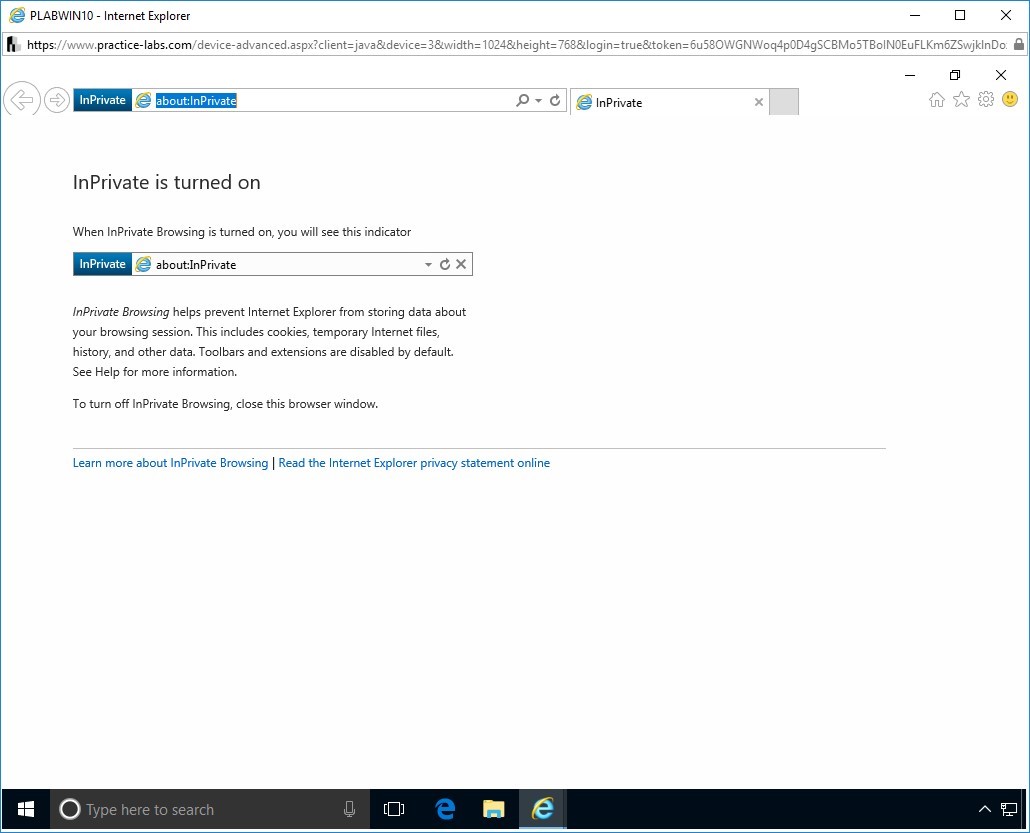 PLABWIN10 - Internet Explorer
https://www.practice-labs.com/device-advanced.aspx?client=java&device=3&width=1024&height=768&login=true&token=6u58OWGNWoq4p0D4gSCBMo5TBoIN0EuFLKm6ZSwjkInDo
InPrivate about:InPrivate InPrivate
InPrivate is turned on
When InPrivate Browsing is turned on, you will see this indicator
InPrivate about:InPrivate
InPrivate Browsing helps prevent Internet Explorer from storing data about
your browsing session. This includes cookies, temporary Internet files,
history, and other data. Toolbars and extensions are disabled by default.
See Help for more information.
To turn off InPrivate Browsing, close this browser window.
Learn more about InPrivate Browsing | Read the Internet Explorer privacy statement online
Type here to search